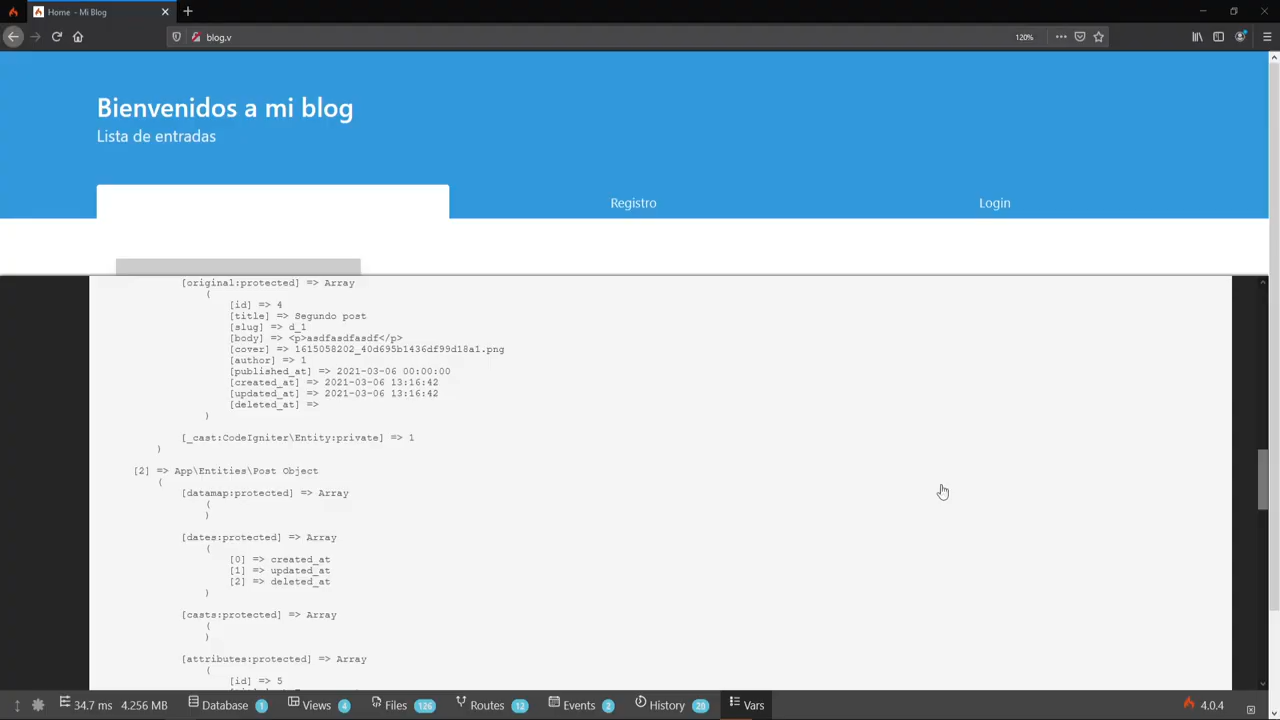 Home - Mi Blog
blog.v
120%
Bienvenidos a mi blog
Lista de entradas
Registro
Login
[original:protected] => Array
(
[id] => 4
[title] => Segundo post
[slug] => d_1
[body] => <p>asdfasdfasdf</p>
[cover] => 1615058202_40d695b1436df99d18a1.png
[author] => 1
[published_at] => 2021-03-06 00:00:00
[created_at] => 2021-03-06 13:16:42
[updated_at] => 2021-03-06 13:16:42
[deleted_at] =>
)
[_cast:CodeIgniter\Entity:private] => 1
)
[2] => App\Entities\Post Object
(
[datamap:protected] => Array
(
)
[dates:protected] => Array
(
[0] => created_at
[1] => updated_at
[2] => deleted_at
)
[casts:protected] => Array
(
)
[attributes:protected] => Array
(
[id] => 5
34.7 ms 4.256 MB Database 1 Views 4 Files 126 Routes 12 Events 2 History 20 Vars 4.0.4